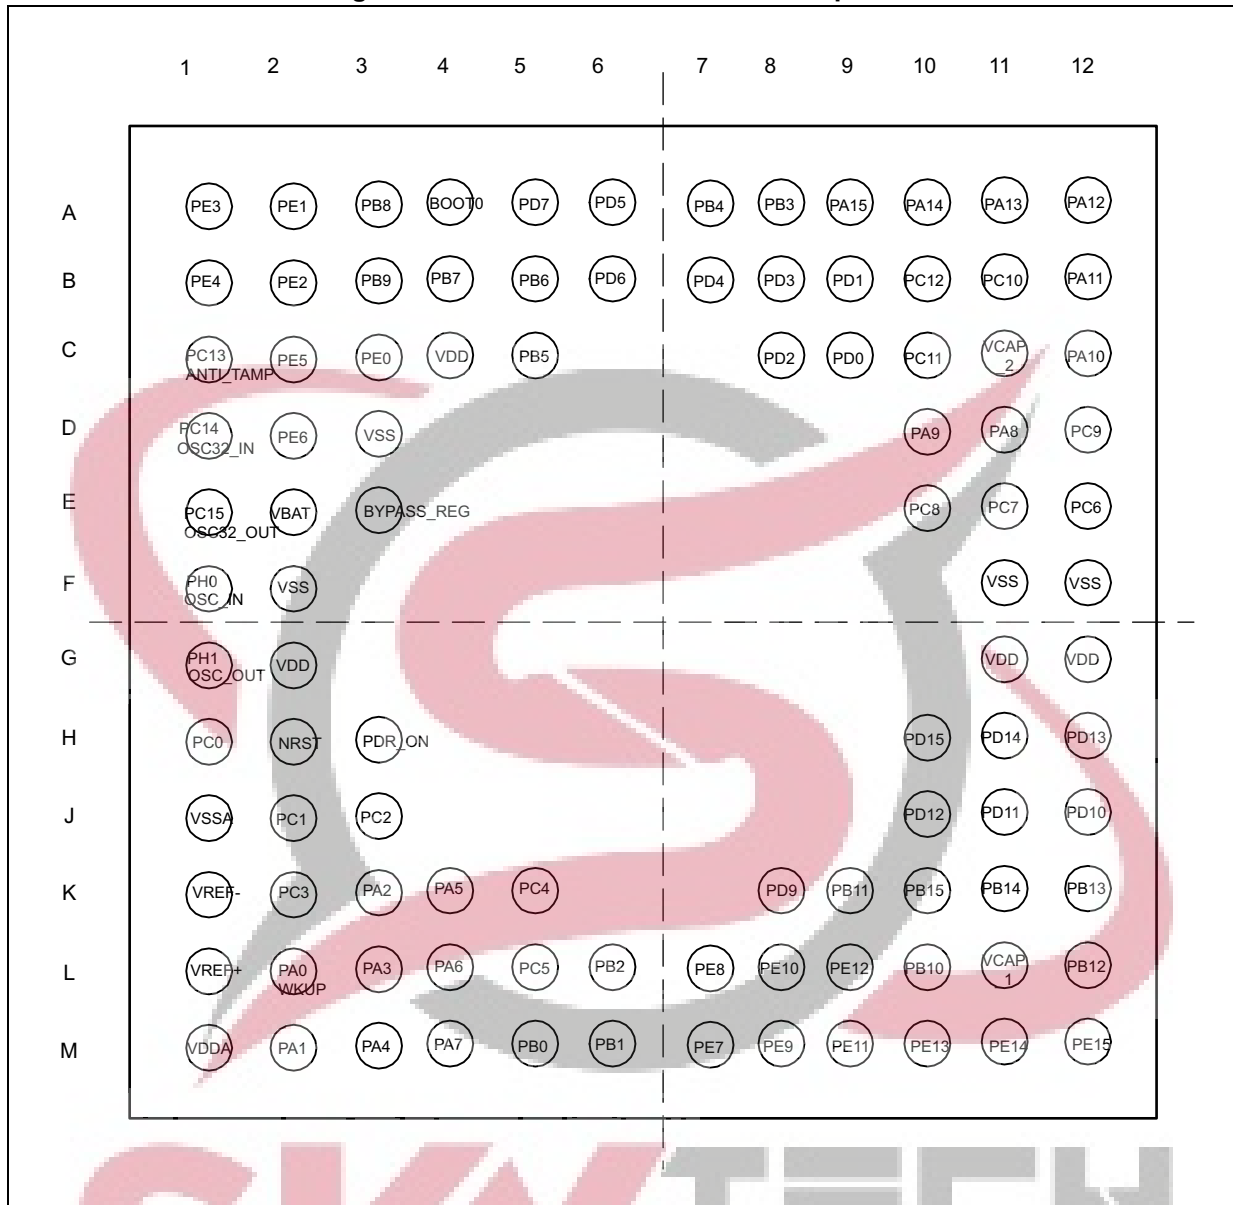 1 2 3 4 5 6 7 8 9 10 11 12
A PE3 PE1 PB8 BOOT0 PD7 PD5 PB4 PB3 PA15 PA14 PA13 PA12
B PE4 PE2 PB9 PB7 PB6 PD6 PD4 PD3 PD1 PC12 PC10 PA11
C PC13 PE5 PE0 VDD PB5 PD2 PD0 PC11 VCAP PA10
ANTI_TAMP _2
D PC14 PE6 VSS PA9 PA8 PC9
OSC32_IN
E PC15 VBAT BYPASS_REG PC8 PC7 PC6
OSC32_OUT
F PH0 VSS VSS VSS
OSC_IN
G PH1 VDD VDD VDD
OSC_OUT
H PC0 NRST PDR_ON PD15 PD14 PD13
J VSSA PC1 PC2 PD12 PD11 PD10
K VREF- PC3 PA2 PA5 PC4 PD9 PB11 PB15 PB14 PB13
L VREF+ PA0 PA3 PA6 PC5 PB2 PE8 PE10 PE12 PB10 VCAP PB12
WKUP _1
M VDDA PA1 PA4 PA7 PB0 PB1 PE7 PE9 PE11 PE13 PE14 PE15